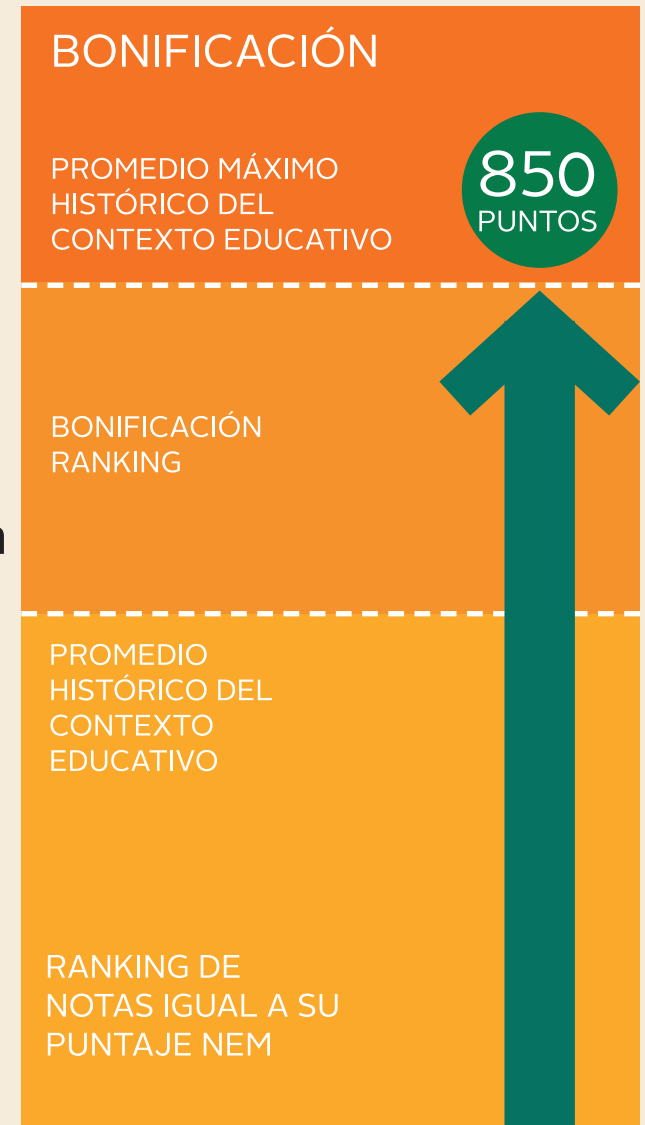 BONIFICACIÓN
PROMEDIO MÁXIMO
HISTÓRICO DEL
CONTEXTO EDUCATIVO
850
PUNTOS
BONIFICACIÓN
RANKING
PROMEDIO
HISTÓRICO DEL
CONTEXTO
EDUCATIVO
RANKING DE
NOTAS IGUAL A SU
PUNTAJE NEM